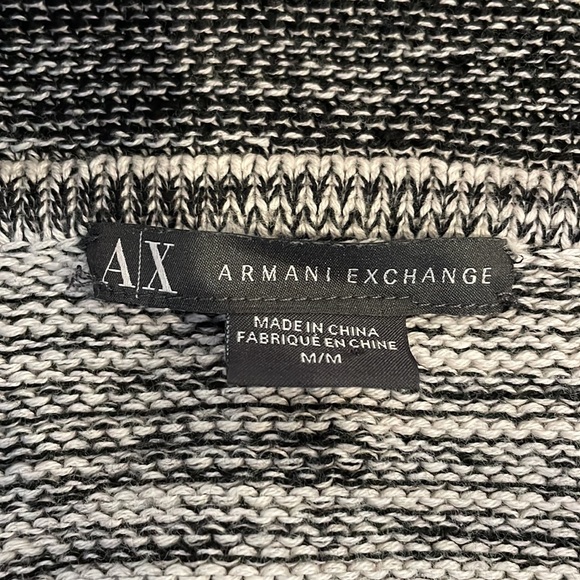 A|X ARMANI EXCHANGE
MADE IN CHINA
FABRIQUÉ EN CHINE
M/M